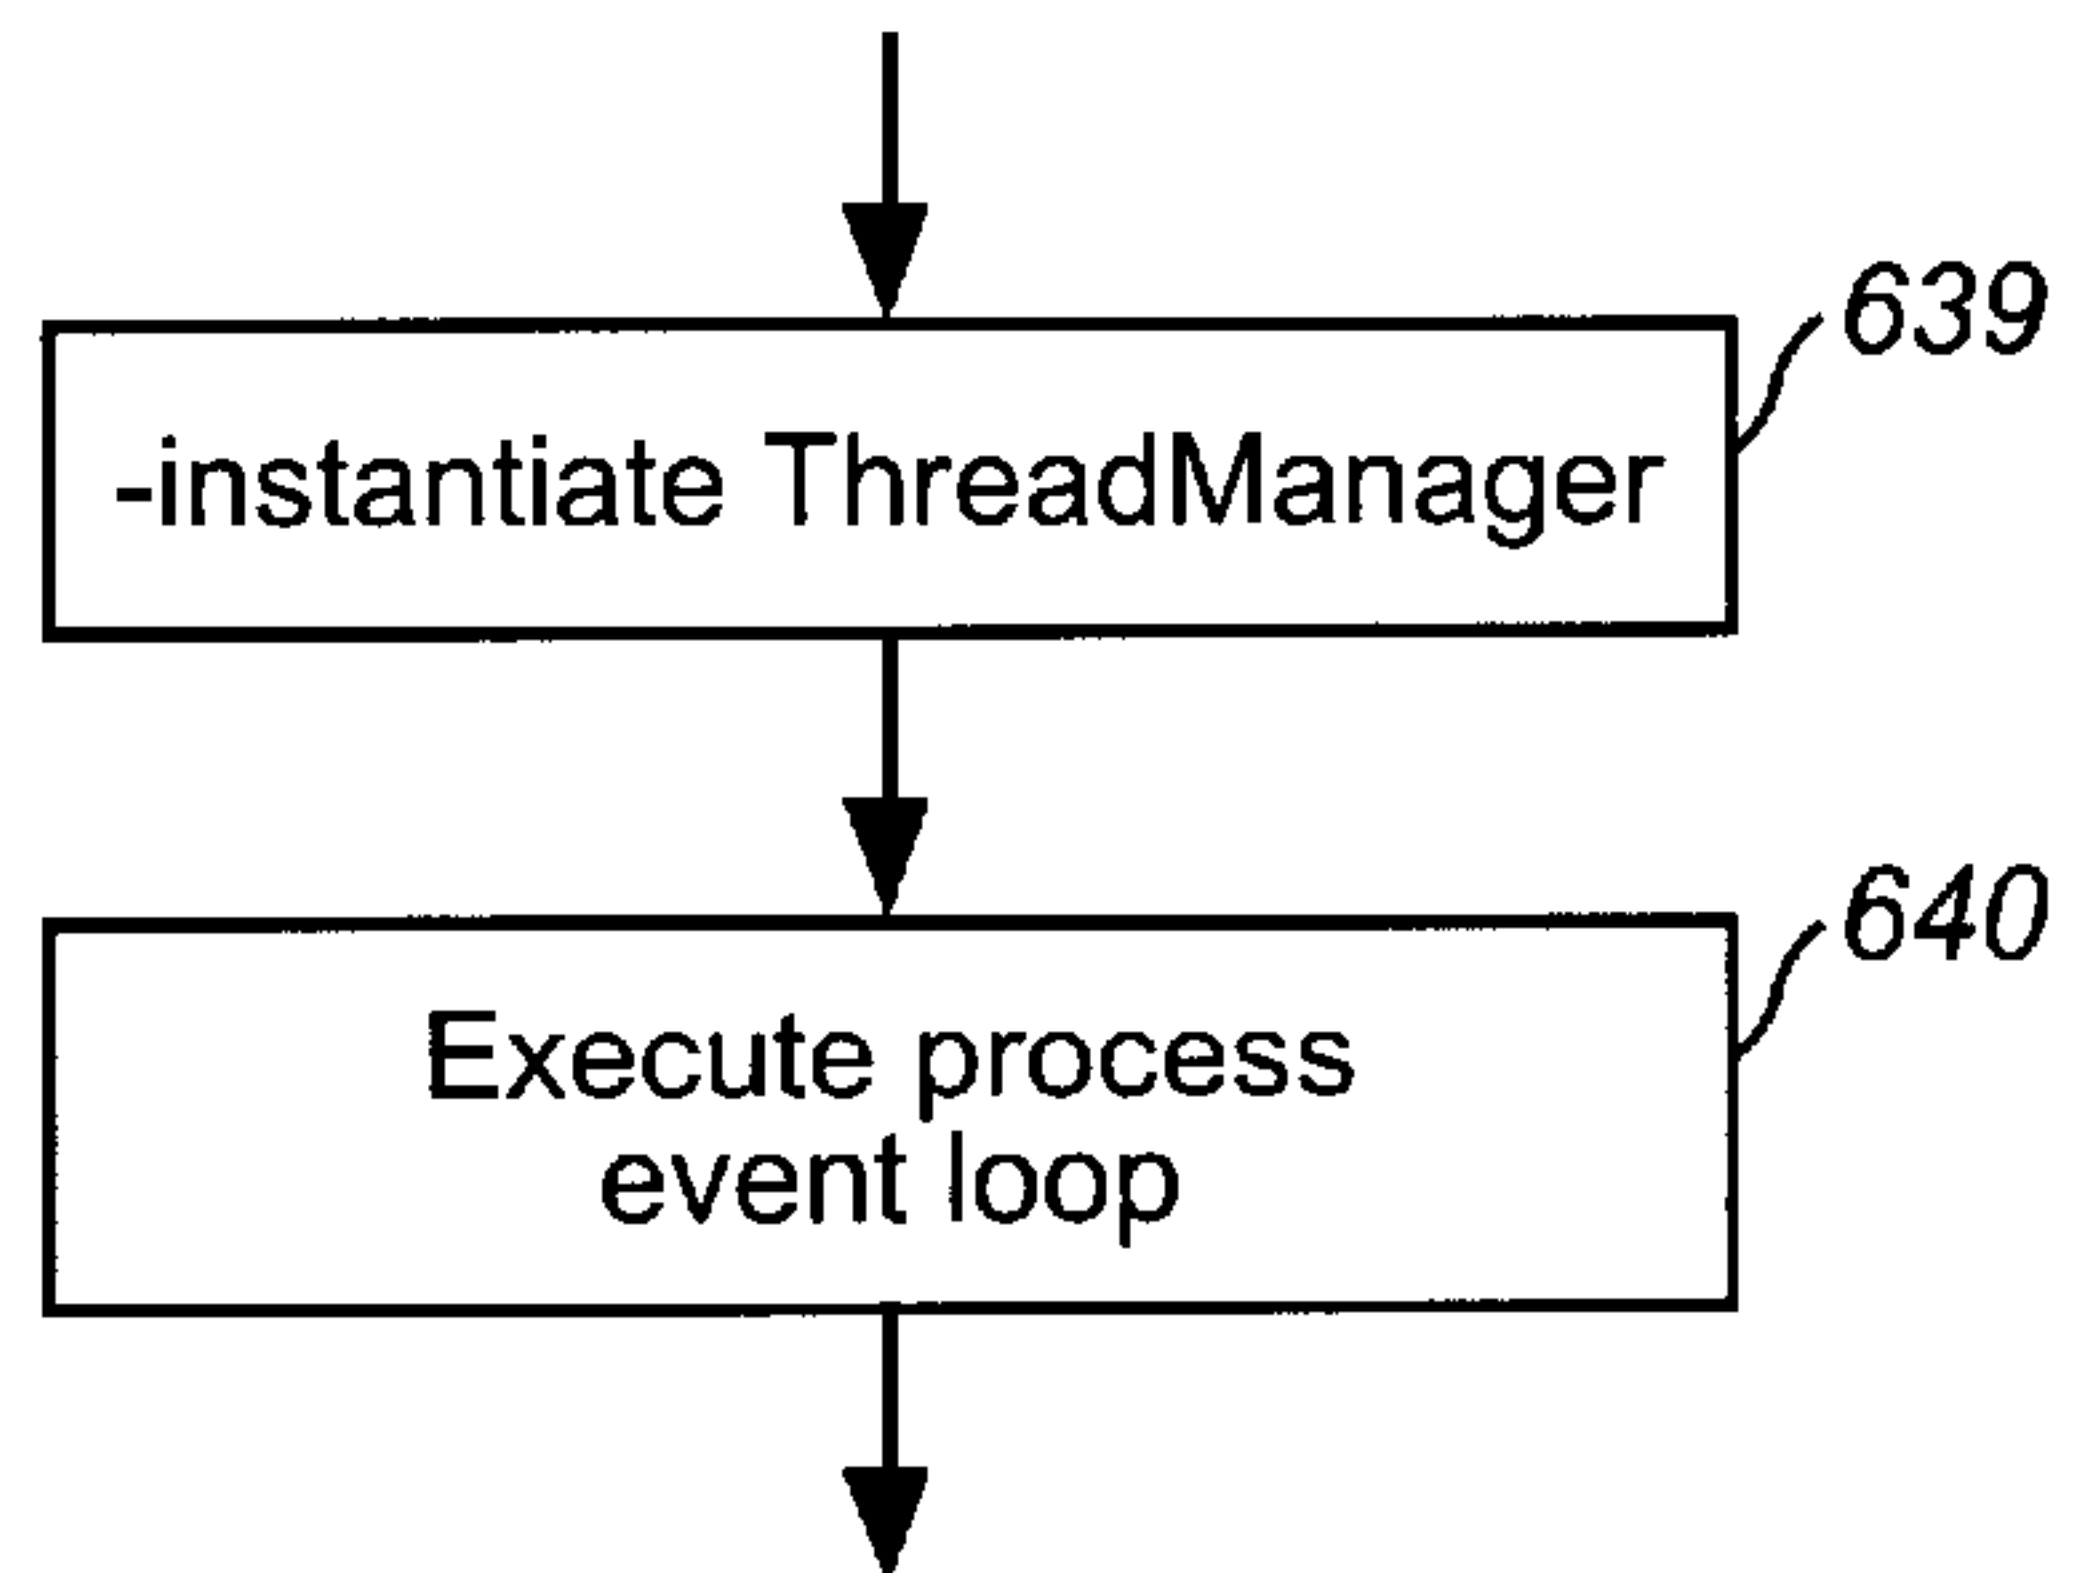 639
-instantiate ThreadManager
640
Execute process
event loop